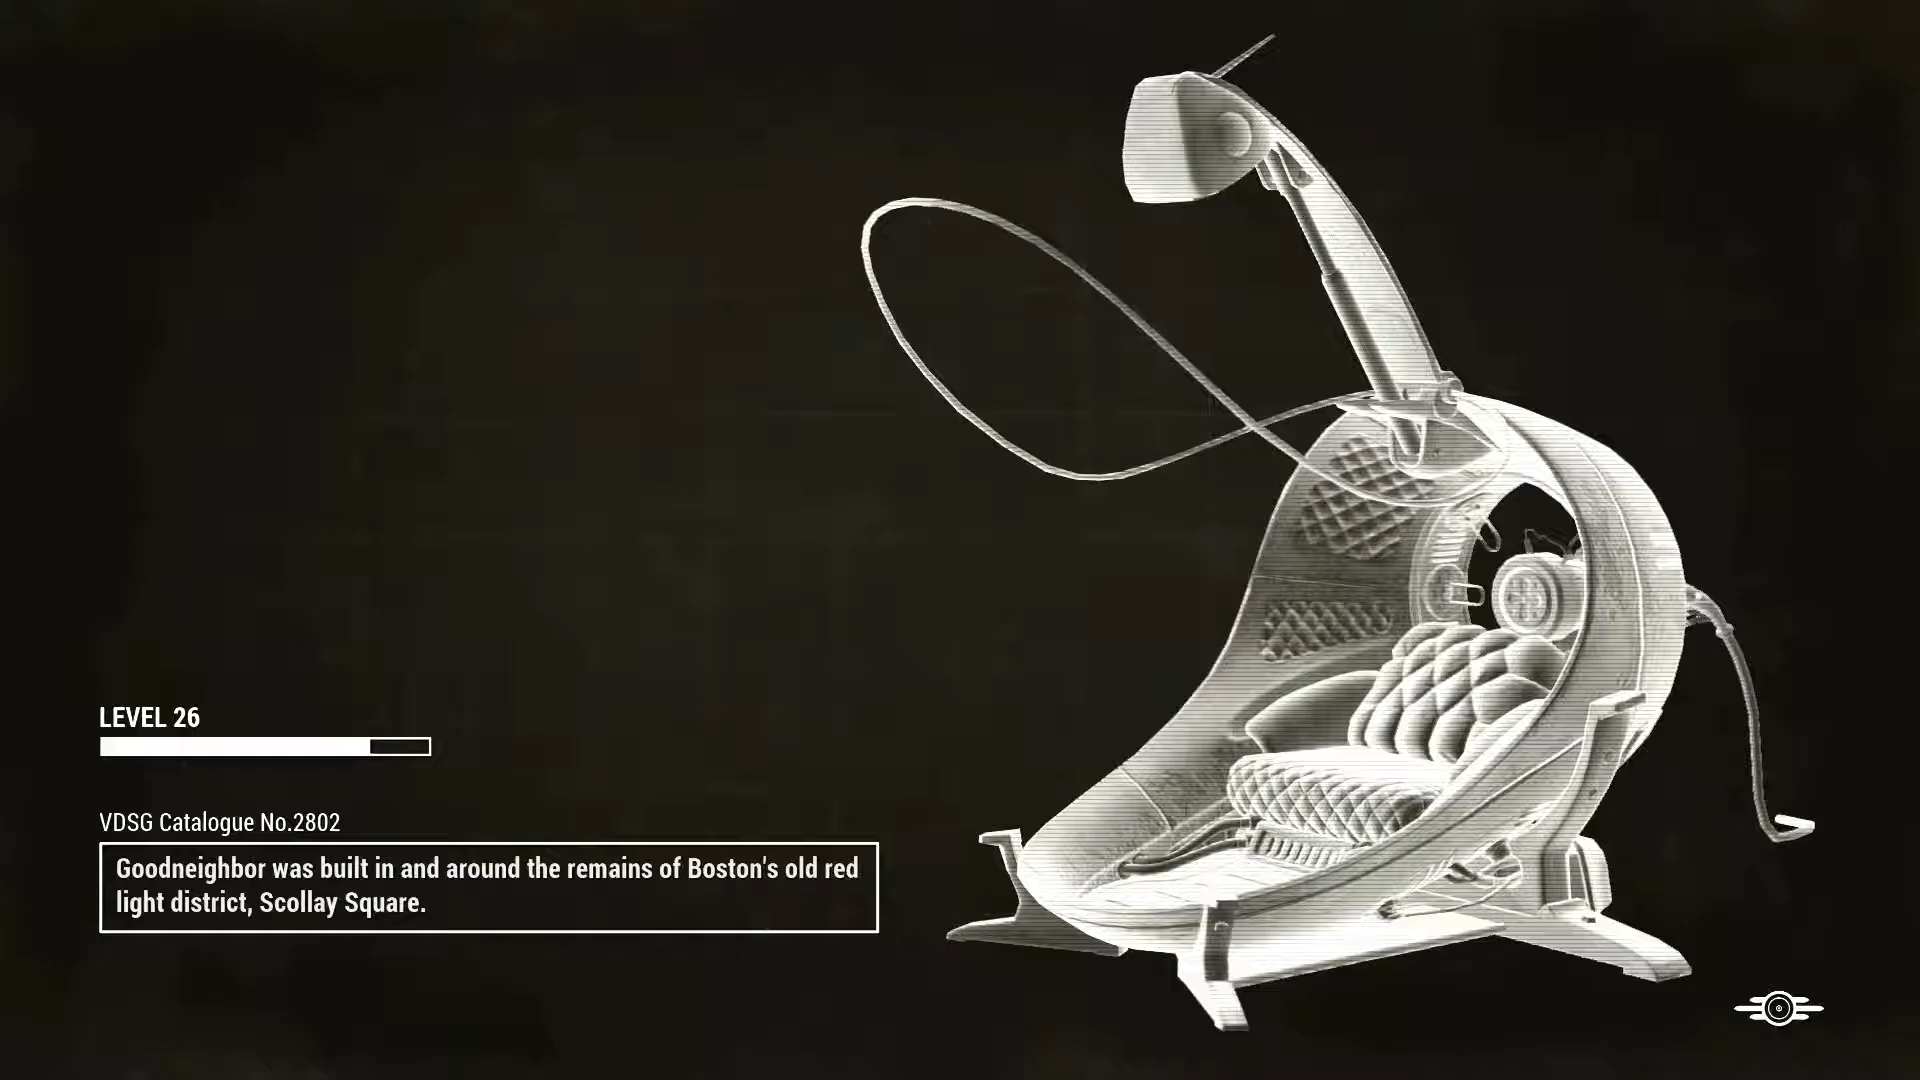 LEVEL 26
VDSG Catalogue No.2802
Goodneighbor was built in and around the remains of Boston's old red
light district, Scollay Square.